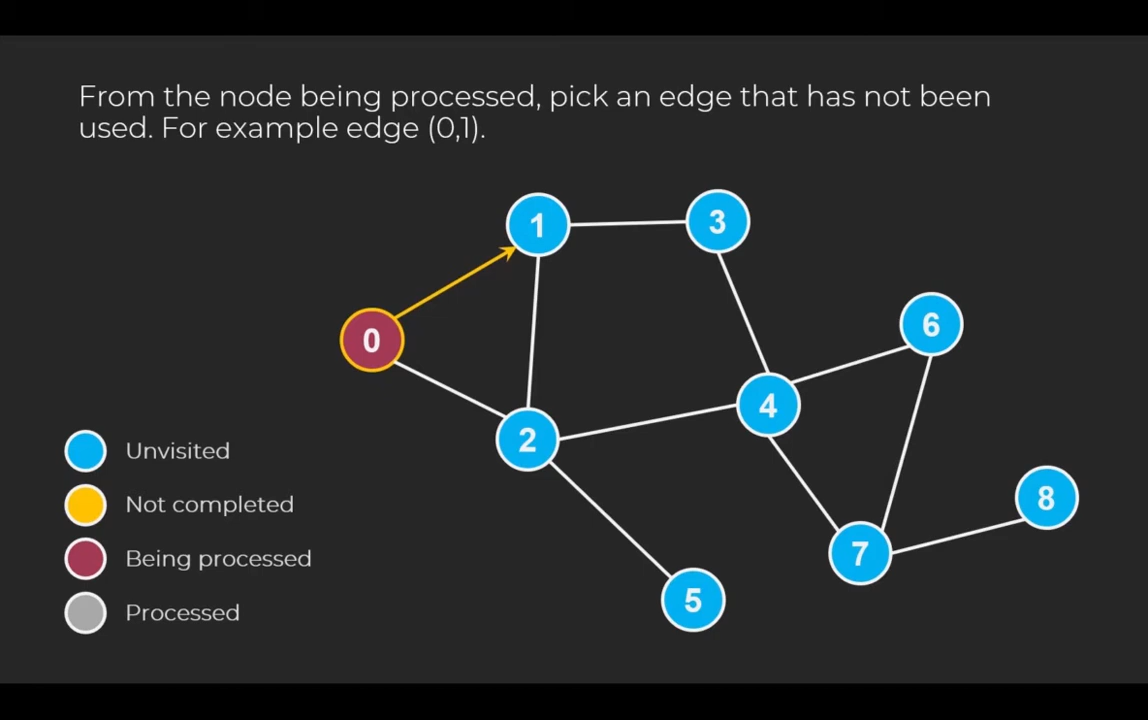 From the node being processed, pick an edge that has not been
used. For example edge (0,1).
1
3
0
6
4
2
Unvisited
8
Not completed
7
Being processed
5
Processed